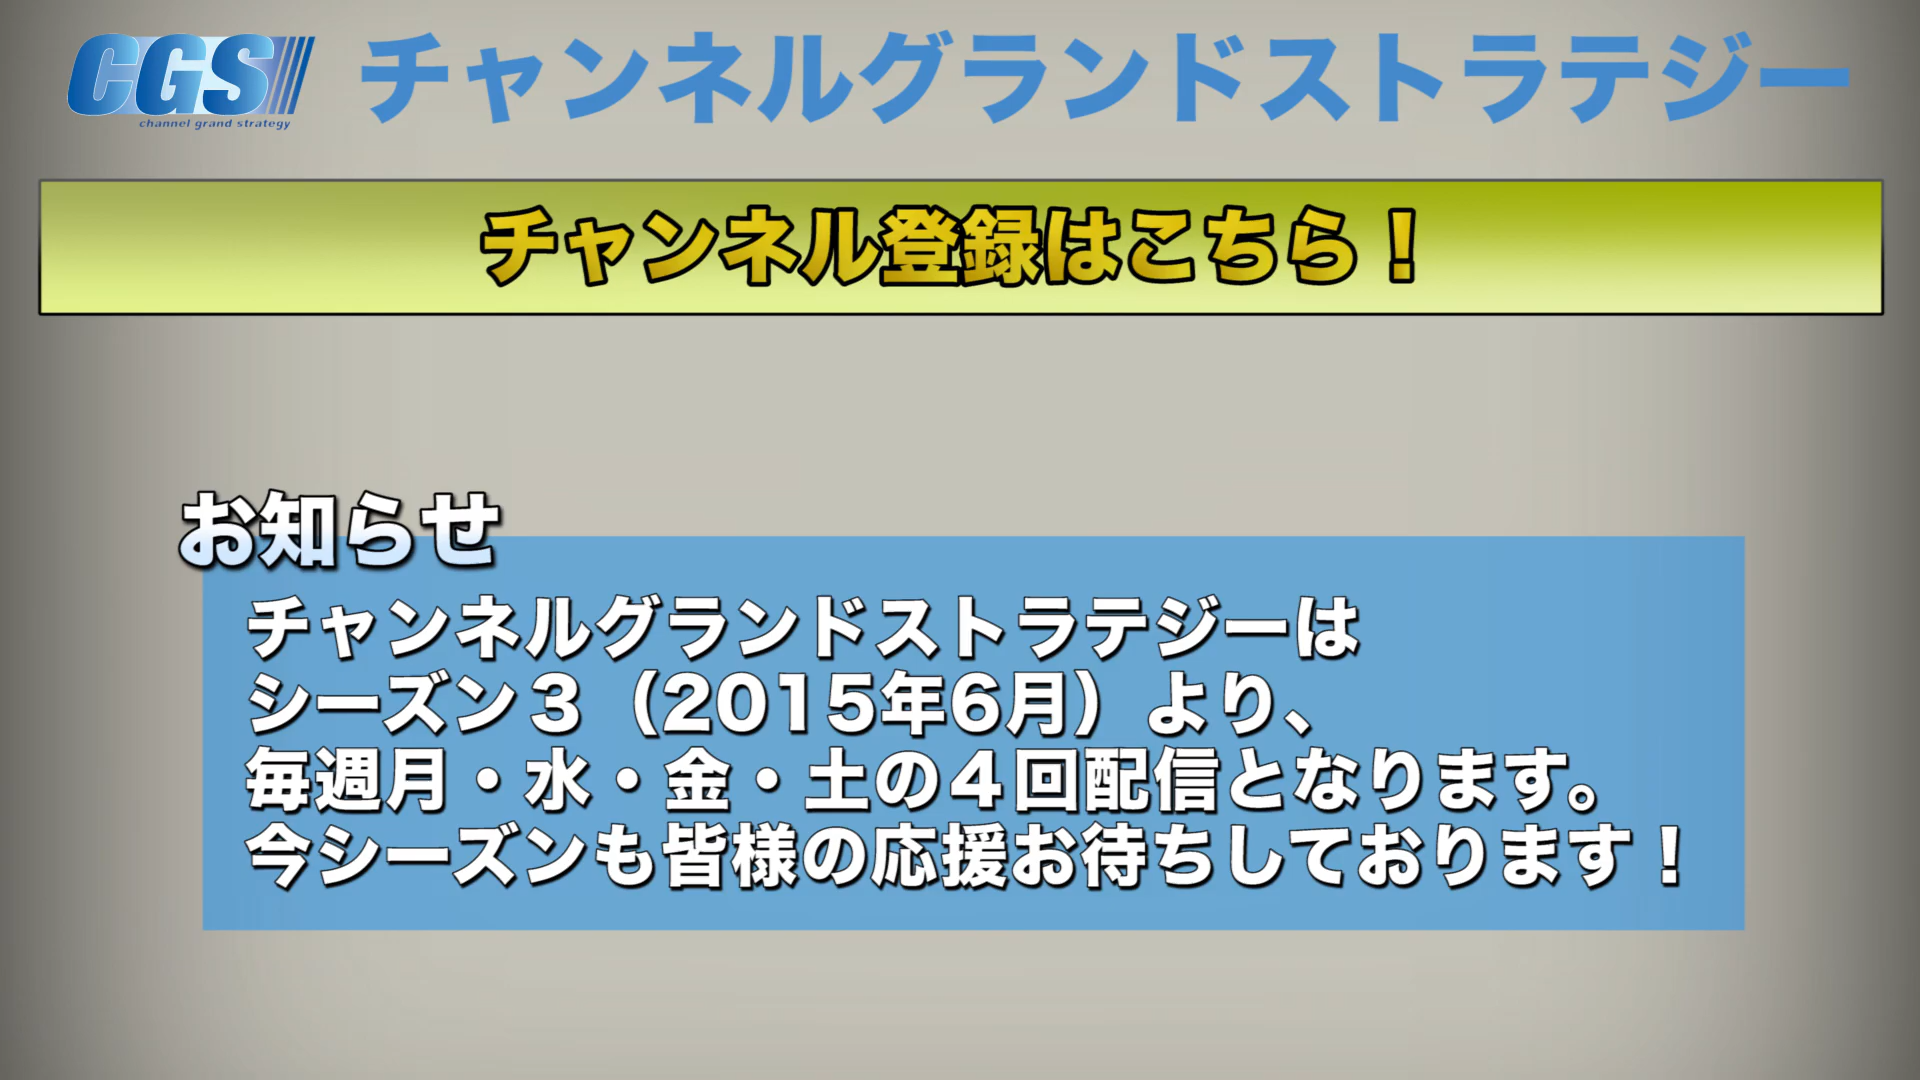 CGS
channel grand strategy
チャンネルグランドストラテジー
チャンネル登録はこちら！
お知らせ
チャンネルグランドストラテジーは
シーズン３（2015年6月）より、
毎週月・水・金・土の４回配信となります。
今シーズンも皆様の応援お待ちしております！